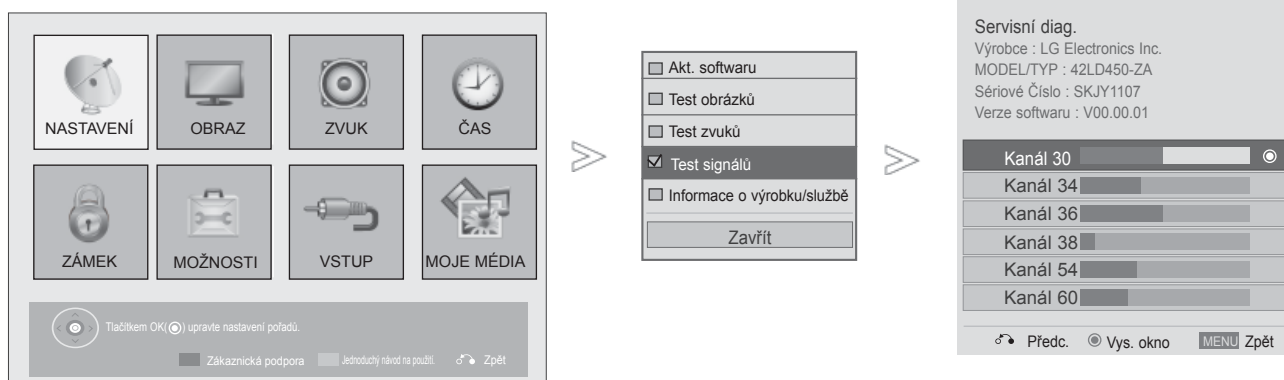 NASTAVENÍ
OBRAZ
ZVUK
ČAS
ZÁMEK
MOŽNOSTI
VSTUP
MOJE MÉDIA
Tlačítkem OK(◉) upravte nastavení pořadů.
Zákaznická podpora
Jednoduchý návod na použití.
Zpět
Akt. softwaru
Test obrázků
Test zvuků
Test signálů
Informace o výrobku/službě
Zavřít
Servisní diag.
Výrobce : LG Electronics Inc.
MODEL/TYP : 42LD450-ZA
Sériové Číslo : SKJY1107
Verze softwaru : V00.00.01
Kanál 30
Kanál 34
Kanál 36
Kanál 38
Kanál 54
Kanál 60
Předc.
Vys. okno
MENU Zpět